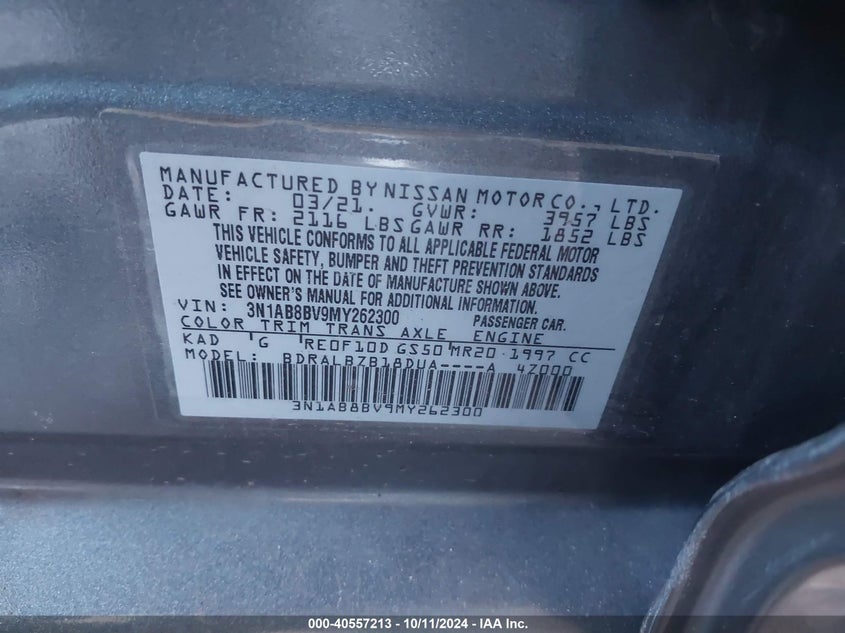 MANUFACTURED BY NISSAN MOTOR CO., LTD.
DATE: 03/21. GVWR: 3957 LBS
GAWR FR: 2116 LBS GAWR RR: 1852 LBS
THIS VEHICLE CONFORMS TO ALL APPLICABLE FEDERAL MOTOR
VEHICLE SAFETY, BUMPER AND THEFT PREVENTION STANDARDS
IN EFFECT ON THE DATE OF MANUFACTURE SHOWN ABOVE.
SEE OWNER'S MANUAL FOR ADDITIONAL INFORMATION.
VIN: 3N1AB8BV9MY262300 PASSENGER CAR.
COLOR TRIM TRANS AXLE ENGINE
KAD G RE0F10D GS50 MR20 1997 CC
MODEL: BDRALBZB18DUA----A 47000
3N1AB8BV9MY262300
000-40557213 - 10/11/2024 - IAA Inc.